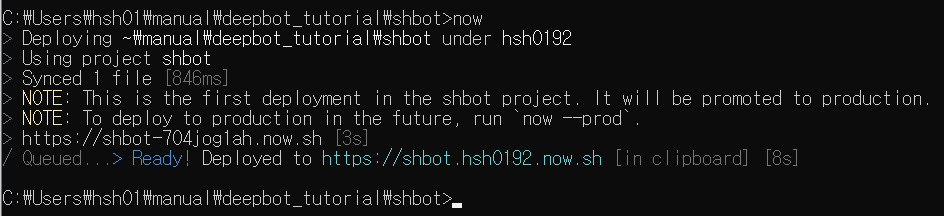 C:₩Users₩hsh01₩manual₩deepbot_tutorial₩shbot>now
> Deploying ~₩manual₩deepbot_tutorial₩shbot under hsh0192
> Using project shbot
> Synced 1 file [846ms]
> NOTE: This is the first deployment in the shbot project. It will be promoted to production.
> NOTE: To deploy to production in the future, run `now --prod`.
> https://shbot-704jog1ah.now.sh [3s]
/ Queued...> Ready! Deployed to https://shbot.hsh0192.now.sh [in clipboard] [8s]
C:₩Users₩hsh01₩manual₩deepbot_tutorial₩shbot>